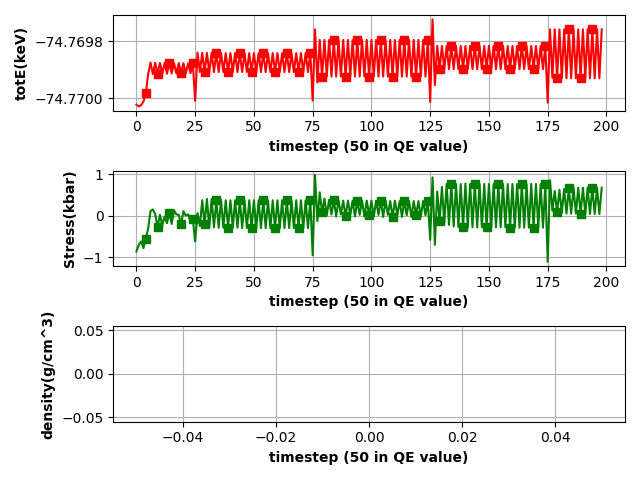 totE(keV)
−74.7698
−74.7700
0 25 50 75 100 125 150 175 200
timestep (50 in QE value)
Stress(kbar)
1
0
−1
0 25 50 75 100 125 150 175 200
timestep (50 in QE value)
density(g/cm^3)
0.05
0.00
−0.05
−0.04 −0.02 0.00 0.02 0.04
timestep (50 in QE value)